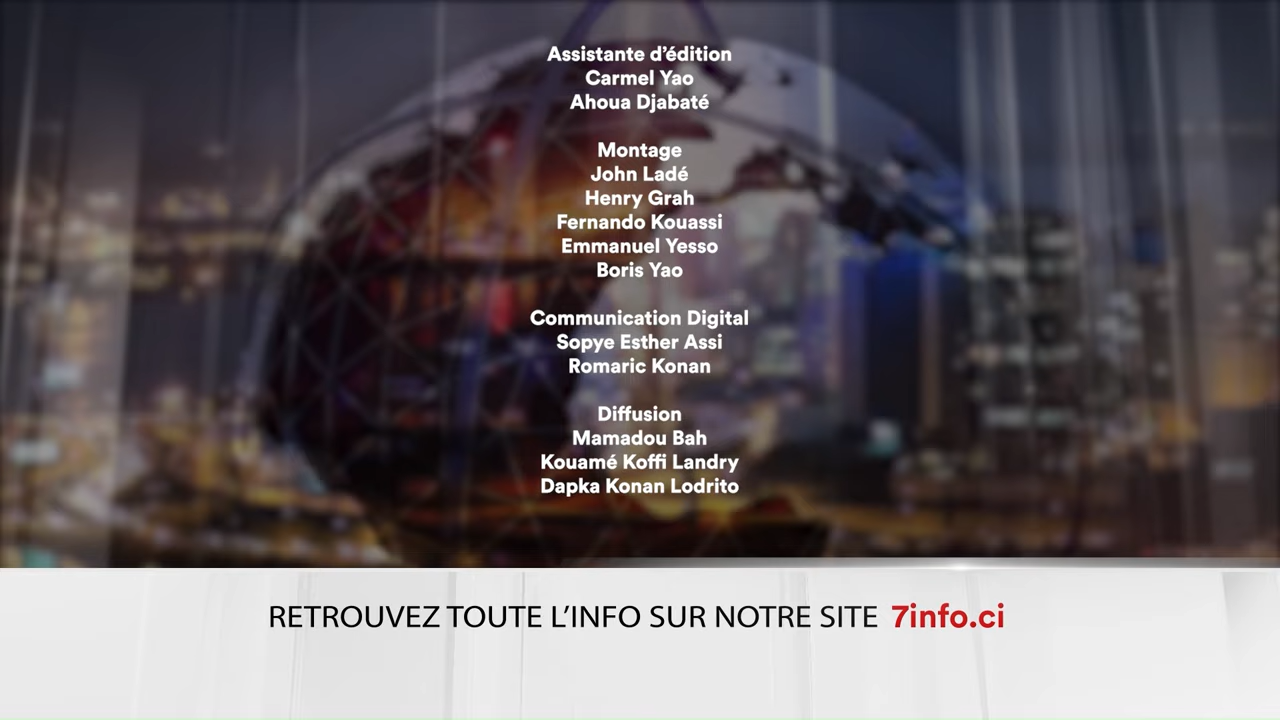 Assistante d'édition
Carmel Yao
Ahoua Djabaté
Montage
John Ladé
Henry Grah
Fernando Kouassi
Emmanuel Yesso
Boris Yao
Communication Digital
Sopye Esther Assi
Romaric Konan
Diffusion
Mamadou Bah
Kouamé Koffi Landry
Dapka Konan Lodrito
RETROUVEZ TOUTE L'INFO SUR NOTRE SITE 7info.ci